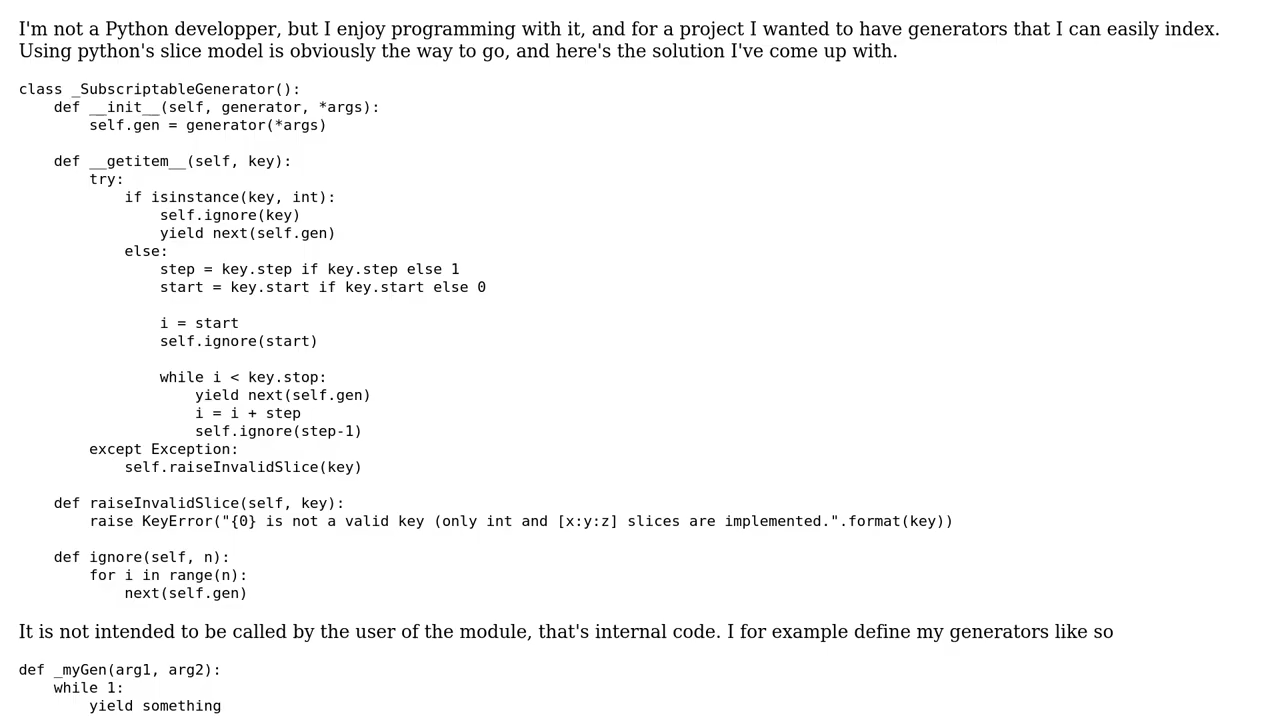 I'm not a Python developper, but I enjoy programming with it, and for a project I wanted to have generators that I can easily index.
Using python's slice model is obviously the way to go, and here's the solution I've come up with.
class _SubscriptableGenerator():
    def __init__(self, generator, *args):
        self.gen = generator(*args)

    def __getitem__(self, key):
        try:
            if isinstance(key, int):
                self.ignore(key)
                yield next(self.gen)
            else:
                step = key.step if key.step else 1
                start = key.start if key.start else 0

                i = start
                self.ignore(start)

                while i < key.stop:
                    yield next(self.gen)
                    i = i + step
                    self.ignore(step-1)
        except Exception:
            self.raiseInvalidSlice(key)

    def raiseInvalidSlice(self, key):
        raise KeyError("{0} is not a valid key (only int and [x:y:z] slices are implemented.".format(key))

    def ignore(self, n):
        for i in range(n):
            next(self.gen)
It is not intended to be called by the user of the module, that's internal code. I for example define my generators like so
def _myGen(arg1, arg2):
    while 1:
        yield something